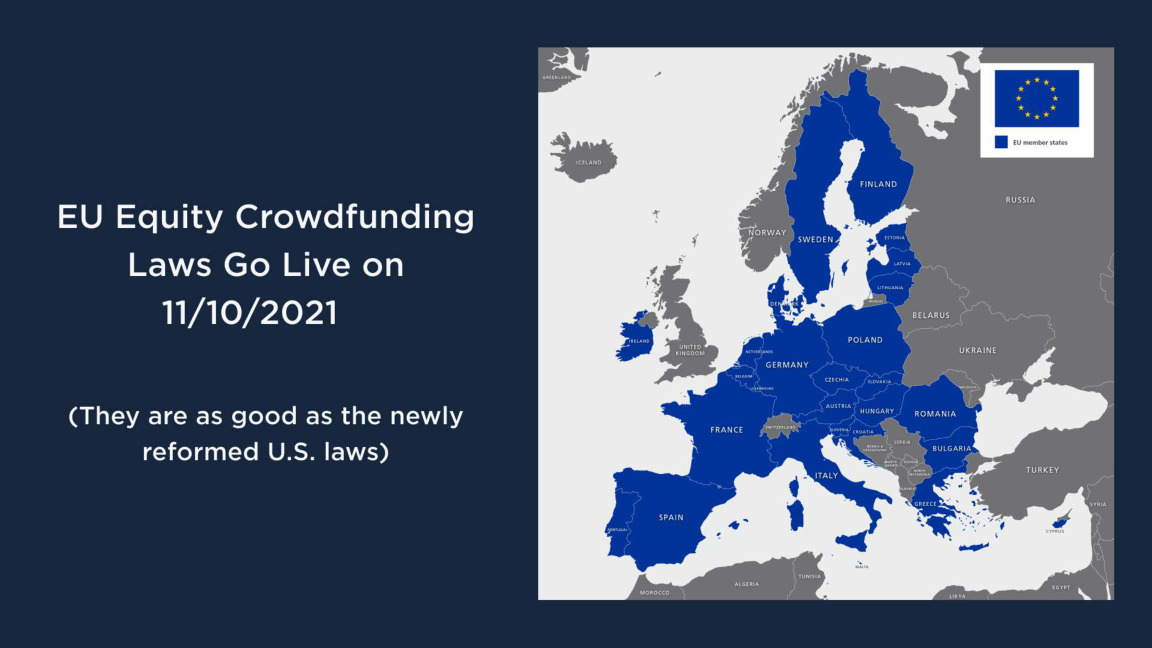 EU Equity Crowdfunding
Laws Go Live on
11/10/2021
(They are as good as the newly
reformed U.S. laws)
GREENLAND
EU member states
ICELAND
FINLAND
RUSSIA
NORWAY
SWEDEN
ESTONIA
LATVIA
LITHUANIA
BELARUS
IRELAND
UNITED
KINGDOM
POLAND
NETHERLANDS
GERMANY
UKRAINE
BELGIUM
LUXEMBOURG
CZECHIA
SLOVAKIA
AUSTRIA
HUNGARY
ROMANIA
FRANCE
SWITZERLAND
SLOVENIA
CROATIA
SERBIA
BULGARIA
ITALY
TURKEY
GREECE
SPAIN
PORTUGAL
SYRIA
CYPRUS
MALTA
TUNISIA
ALGERIA
MOROCCO
LIBYA
EGYPT